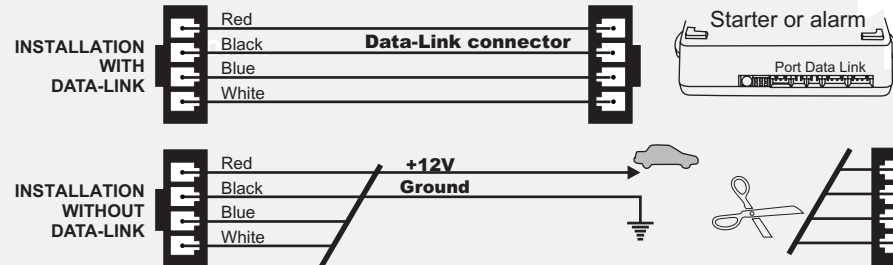 INSTALLATION
WITH
DATA-LINK
Red
Black
Blue
White
Data-Link connector
Starter or alarm
Port Data Link
INSTALLATION
WITHOUT
DATA-LINK
Red
Black
Blue
White
+12V
Ground